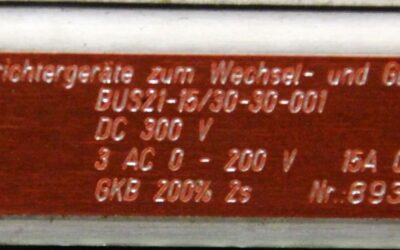 richtergeräte zum Wechsel- und G
BUS21-15/30-30-001
DC 300 V
3 AC 0 - 200 V 15A
GKB 200% 2s Nr.: 893